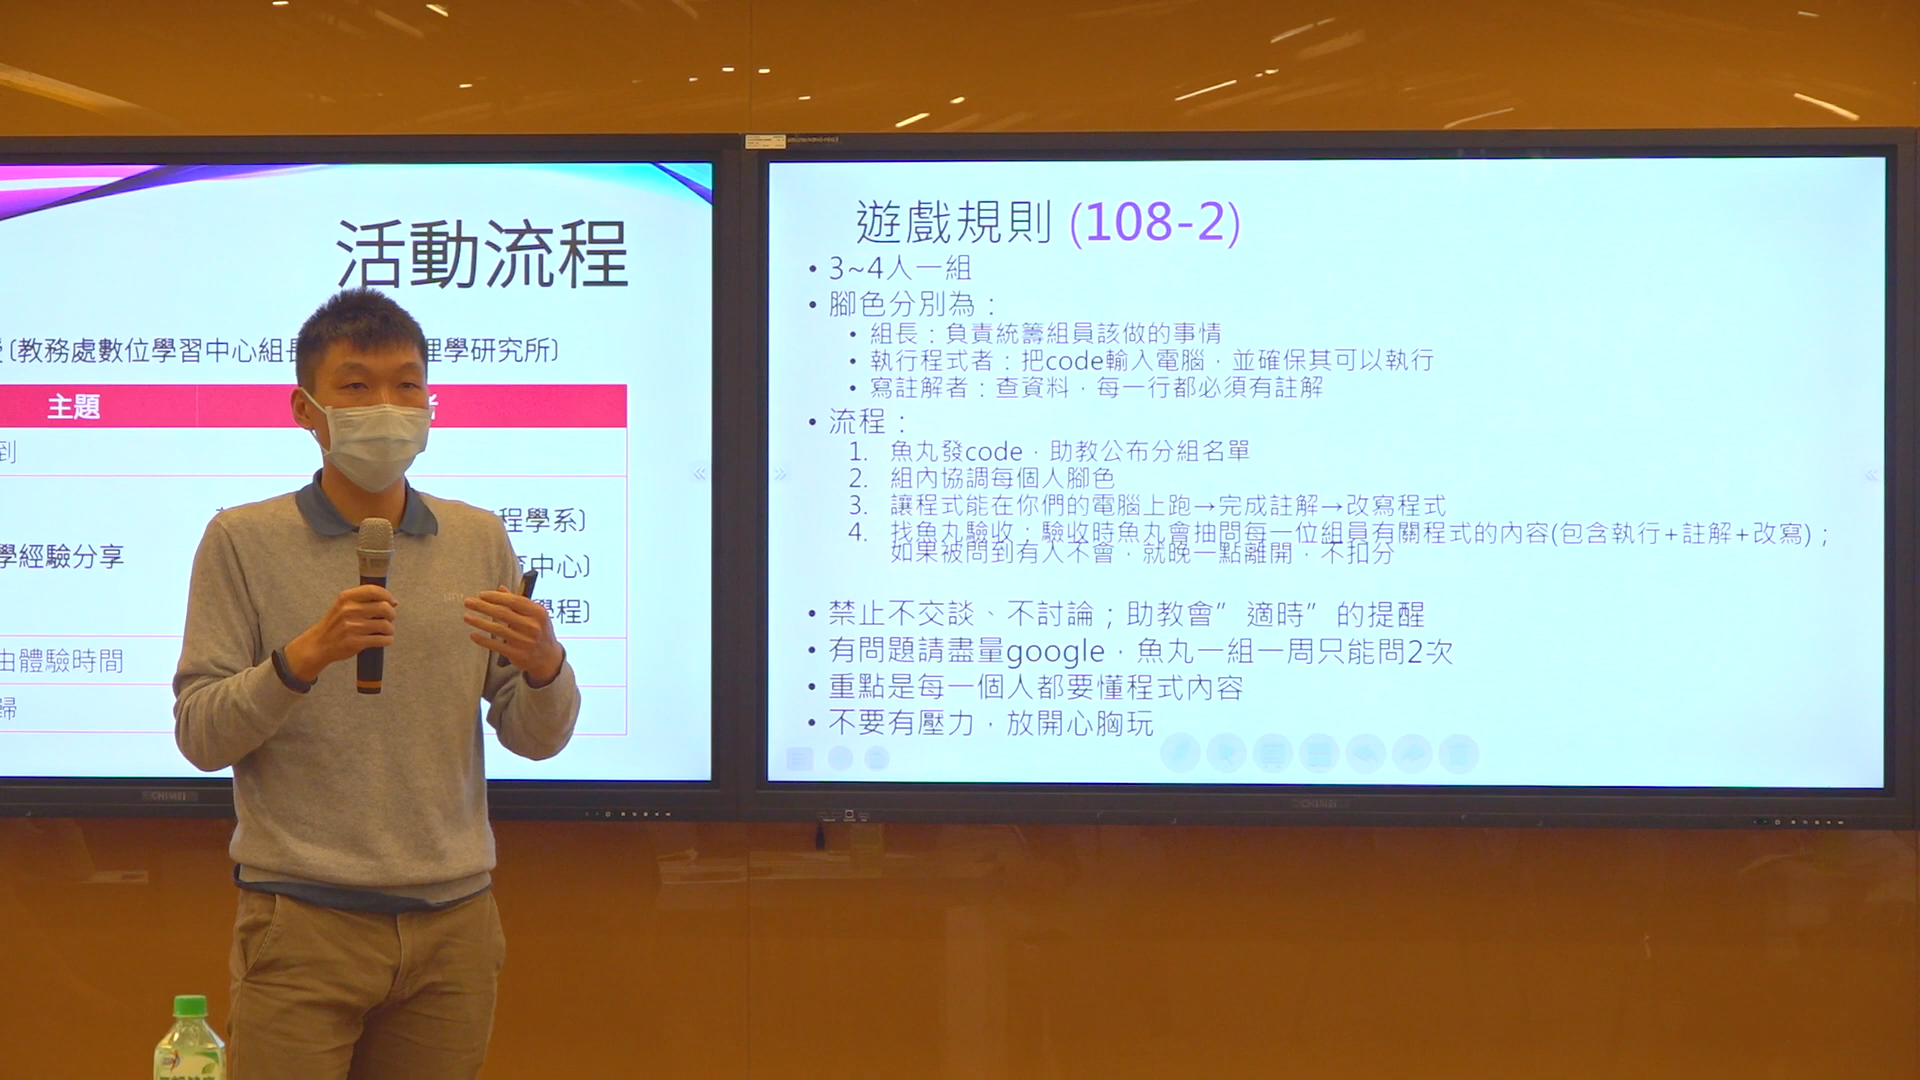 活動流程
(教務處數位學習中心組
理學研究所)
主題
到
程學系)
學經驗分享
中心)
學程)
由體驗時間
歸
CHIMEI
遊戲規則 (108-2)
• 3~4人一組
• 腳色分別為：
• 組長：負責統籌組員該做的事情
• 執行程式者：把code輸入電腦，並確保其可以執行
• 寫註解者：查資料，每一行都必須有註解
• 流程：
1. 魚丸發code，助教公布分組名單
2. 組內協調每個人腳色
3. 讓程式能在你們的電腦上跑→完成註解→改寫程式
4. 找魚丸驗收；驗收時魚丸會抽問每一位組員有關程式的內容(包含執行+註解+改寫)；
如果被問到有人不會，就晚一點離開，不扣分
• 禁止不交談、不討論；助教會”適時”的提醒
• 有問題請盡量google，魚丸一組一周只能問2次
• 重點是每一個人都要懂程式內容
• 不要有壓力，放開心胸玩
CHIMEI